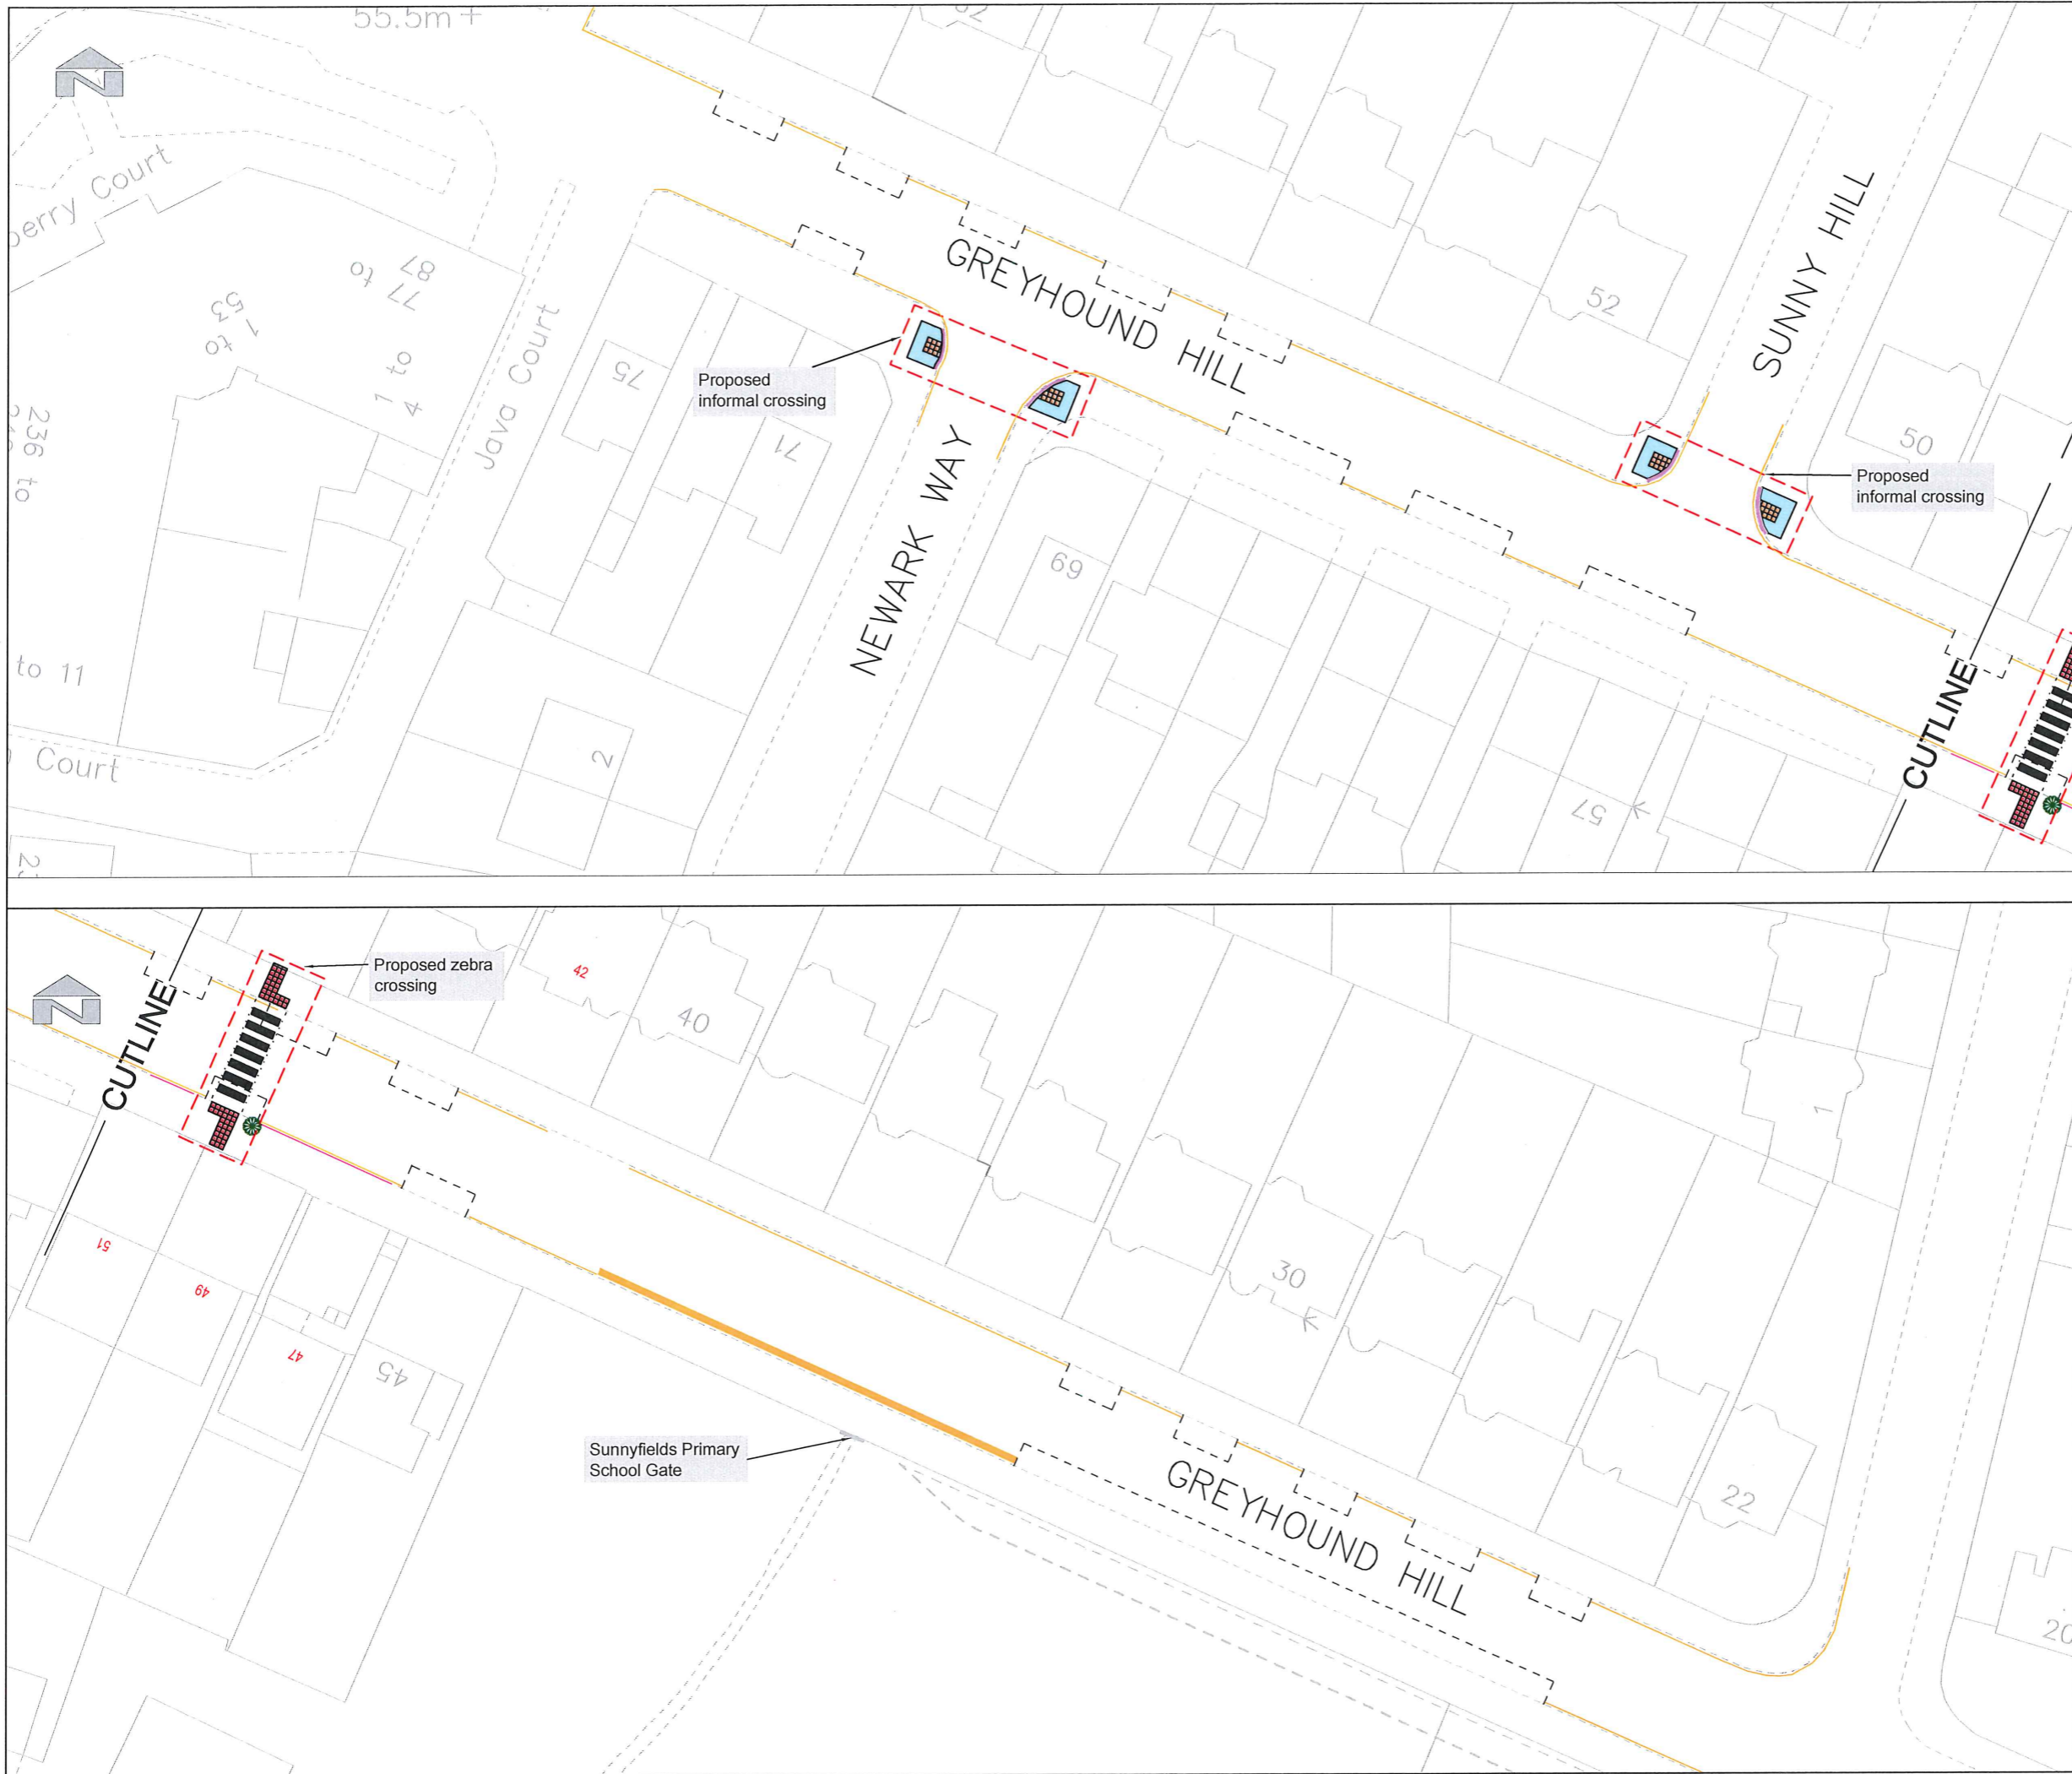 55.5m +
N
berry Court
77
to
87
1
to
53
1 to
4
236 to
to 11
Court
Java Court
75
71
2
Proposed
informal crossing
NEWARK WAY
69
GREYHOUND HILL
52
SUNNY HILL
50
Proposed
informal crossing
57
CUTLINE
N
CUTLINE
Proposed zebra
crossing
42
40
51
49
47
45
Sunnyfields Primary
School Gate
30
22
1
20
GREYHOUND HILL